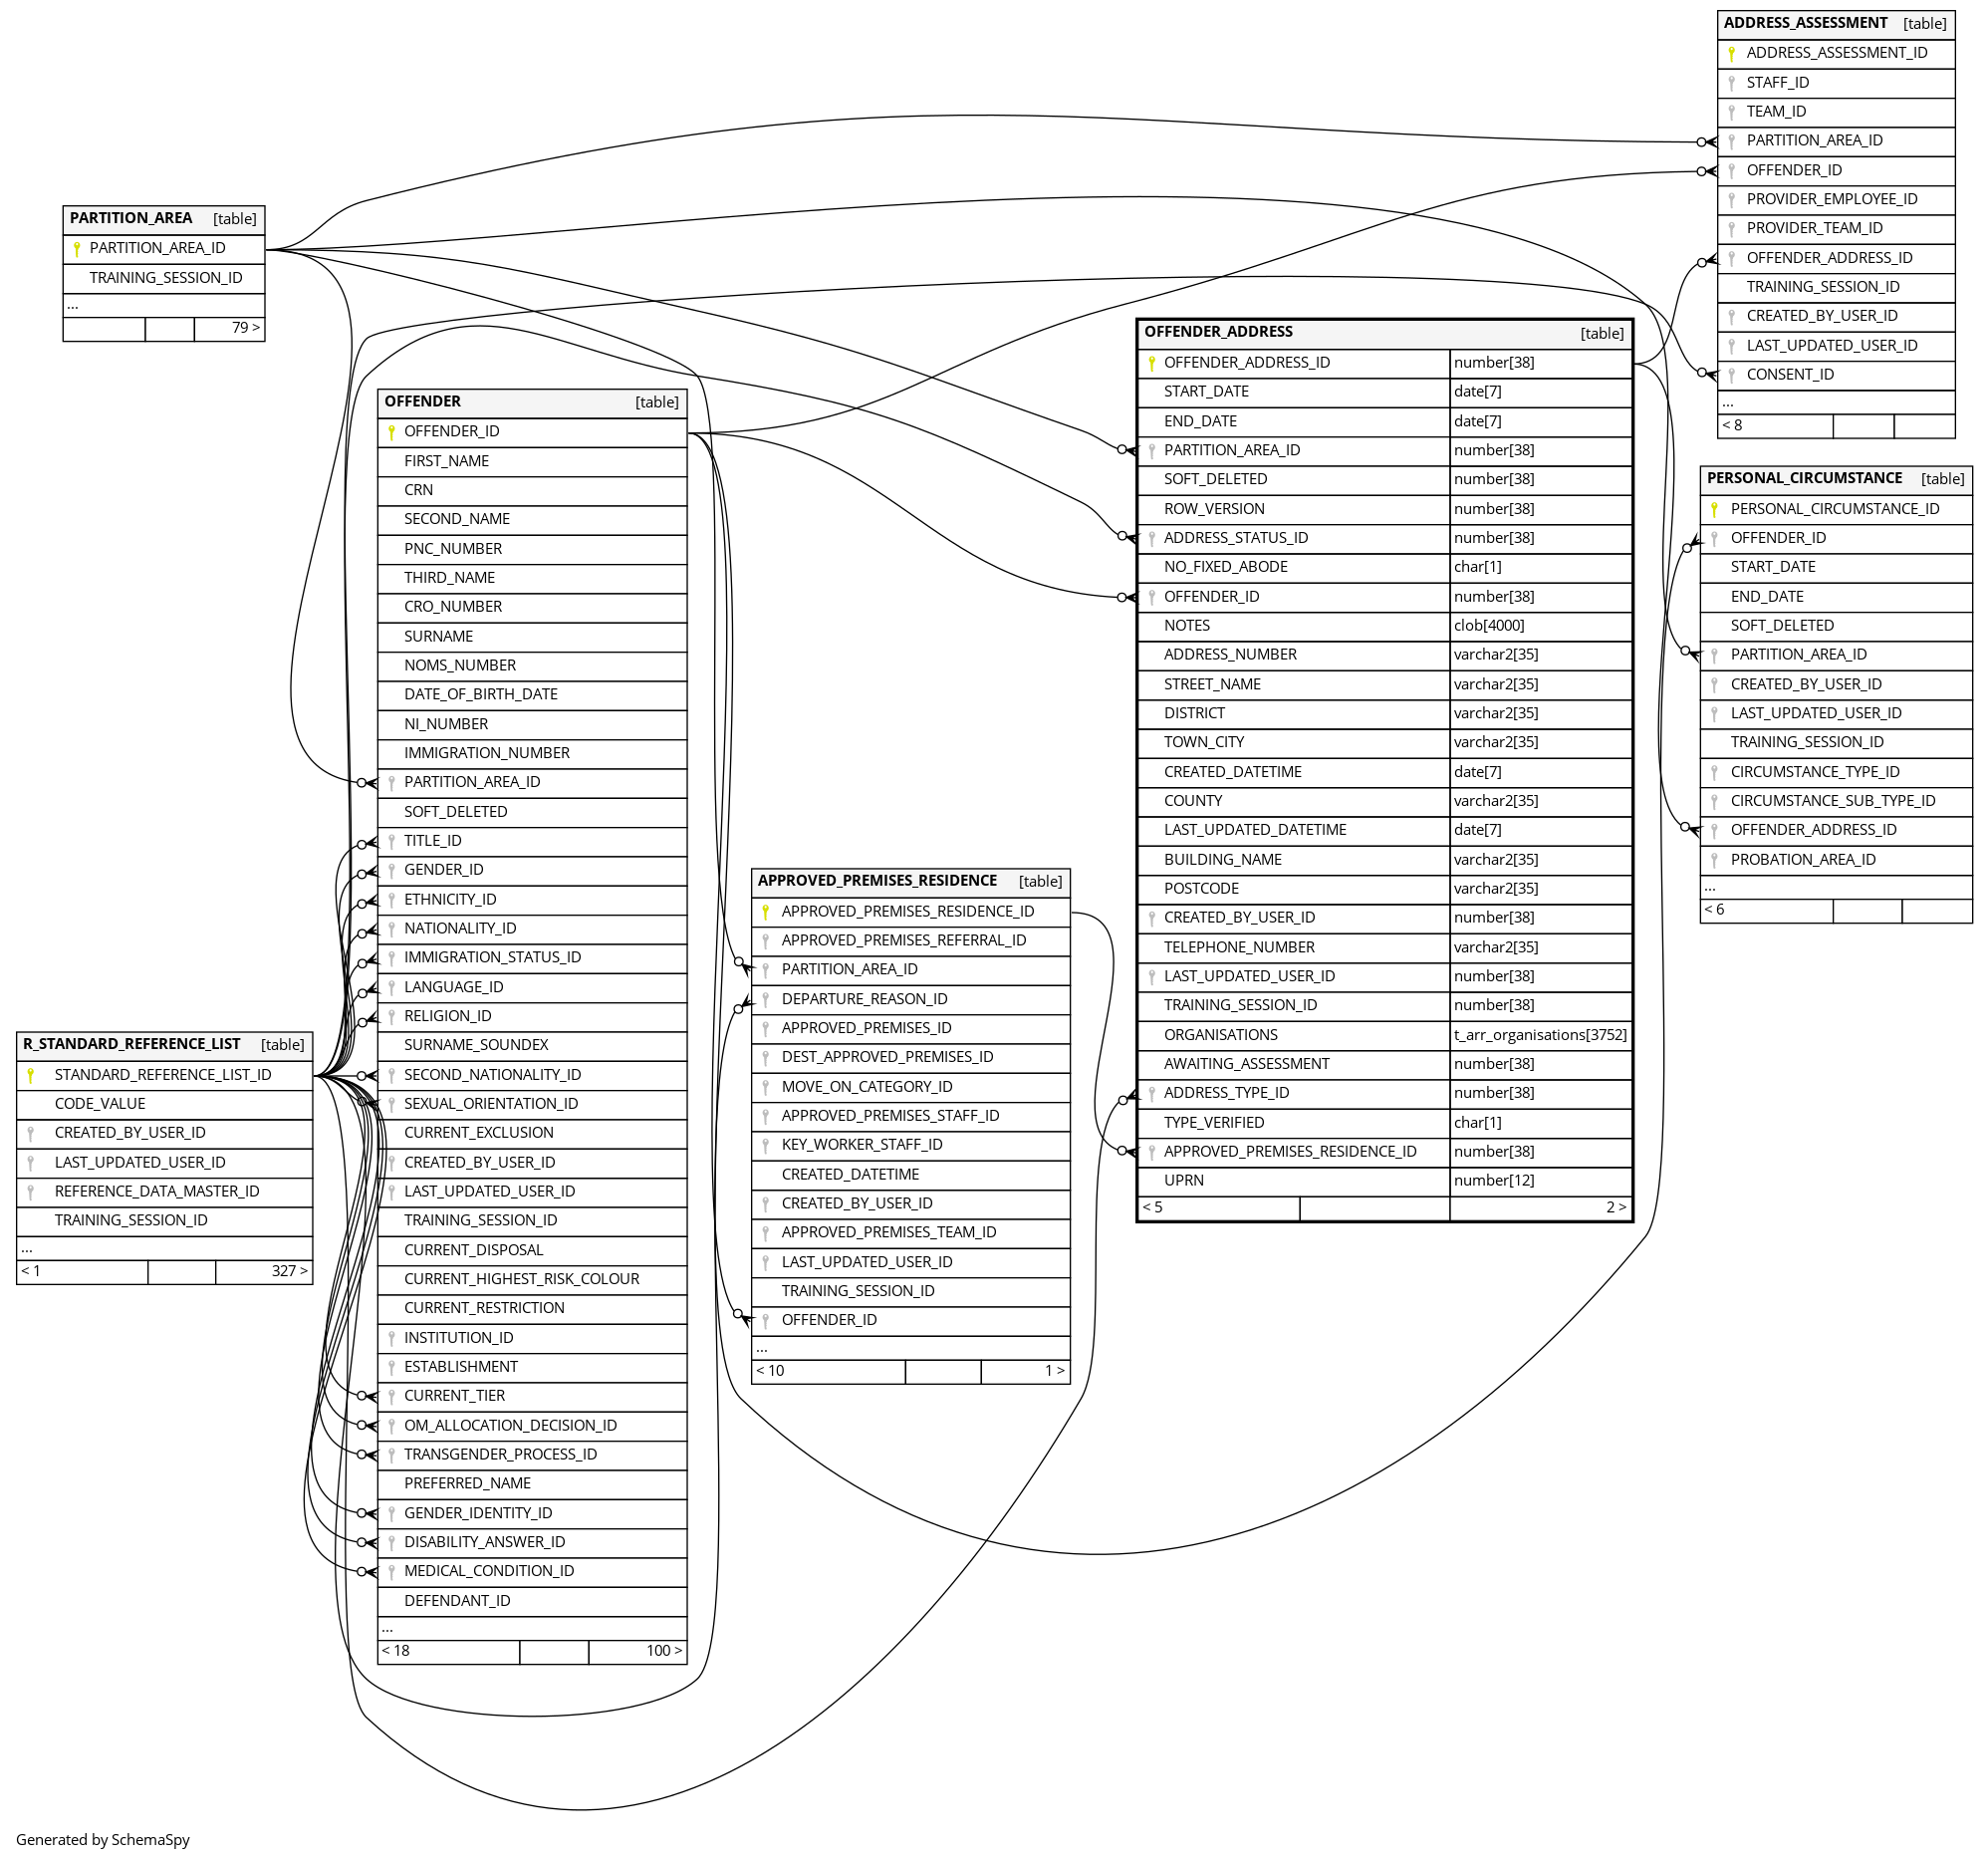 ADDRESS_ASSESSMENT [table]
ADDRESS_ASSESSMENT_ID
STAFF_ID
TEAM_ID
PARTITION_AREA_ID
OFFENDER_ID
PROVIDER_EMPLOYEE_ID
PROVIDER_TEAM_ID
OFFENDER_ADDRESS_ID
TRAINING_SESSION_ID
CREATED_BY_USER_ID
LAST_UPDATED_USER_ID
CONSENT_ID
...
< 8
PARTITION_AREA [table]
PARTITION_AREA_ID
TRAINING_SESSION_ID
...
79 >
OFFENDER_ADDRESS [table]
OFFENDER_ADDRESS_ID number[38]
START_DATE date[7]
END_DATE date[7]
PARTITION_AREA_ID number[38]
SOFT_DELETED number[38]
ROW_VERSION number[38]
ADDRESS_STATUS_ID number[38]
NO_FIXED_ABODE char[1]
OFFENDER_ID number[38]
NOTES clob[4000]
ADDRESS_NUMBER varchar2[35]
STREET_NAME varchar2[35]
DISTRICT varchar2[35]
TOWN_CITY varchar2[35]
CREATED_DATETIME date[7]
COUNTY varchar2[35]
LAST_UPDATED_DATETIME date[7]
BUILDING_NAME varchar2[35]
POSTCODE varchar2[35]
CREATED_BY_USER_ID number[38]
TELEPHONE_NUMBER varchar2[35]
LAST_UPDATED_USER_ID number[38]
TRAINING_SESSION_ID number[38]
ORGANISATIONS t_arr_organisations[3752]
AWAITING_ASSESSMENT number[38]
ADDRESS_TYPE_ID number[38]
TYPE_VERIFIED char[1]
APPROVED_PREMISES_RESIDENCE_ID number[38]
UPRN number[12]
< 5 2 >
OFFENDER [table]
OFFENDER_ID
FIRST_NAME
CRN
SECOND_NAME
PNC_NUMBER
THIRD_NAME
CRO_NUMBER
SURNAME
NOMS_NUMBER
DATE_OF_BIRTH_DATE
NI_NUMBER
IMMIGRATION_NUMBER
PARTITION_AREA_ID
SOFT_DELETED
TITLE_ID
GENDER_ID
ETHNICITY_ID
NATIONALITY_ID
IMMIGRATION_STATUS_ID
LANGUAGE_ID
RELIGION_ID
SURNAME_SOUNDEX
SECOND_NATIONALITY_ID
SEXUAL_ORIENTATION_ID
CURRENT_EXCLUSION
CREATED_BY_USER_ID
LAST_UPDATED_USER_ID
TRAINING_SESSION_ID
CURRENT_DISPOSAL
CURRENT_HIGHEST_RISK_COLOUR
CURRENT_RESTRICTION
INSTITUTION_ID
ESTABLISHMENT
CURRENT_TIER
OM_ALLOCATION_DECISION_ID
TRANSGENDER_PROCESS_ID
PREFERRED_NAME
GENDER_IDENTITY_ID
DISABILITY_ANSWER_ID
MEDICAL_CONDITION_ID
DEFENDANT_ID
...
< 18 100 >
PERSONAL_CIRCUMSTANCE [table]
PERSONAL_CIRCUMSTANCE_ID
OFFENDER_ID
START_DATE
END_DATE
SOFT_DELETED
PARTITION_AREA_ID
CREATED_BY_USER_ID
LAST_UPDATED_USER_ID
TRAINING_SESSION_ID
CIRCUMSTANCE_TYPE_ID
CIRCUMSTANCE_SUB_TYPE_ID
OFFENDER_ADDRESS_ID
PROBATION_AREA_ID
...
< 6
APPROVED_PREMISES_RESIDENCE [table]
APPROVED_PREMISES_RESIDENCE_ID
APPROVED_PREMISES_REFERRAL_ID
PARTITION_AREA_ID
DEPARTURE_REASON_ID
APPROVED_PREMISES_ID
DEST_APPROVED_PREMISES_ID
MOVE_ON_CATEGORY_ID
APPROVED_PREMISES_STAFF_ID
KEY_WORKER_STAFF_ID
CREATED_DATETIME
CREATED_BY_USER_ID
APPROVED_PREMISES_TEAM_ID
LAST_UPDATED_USER_ID
TRAINING_SESSION_ID
OFFENDER_ID
...
< 10 1 >
R_STANDARD_REFERENCE_LIST [table]
STANDARD_REFERENCE_LIST_ID
CODE_VALUE
CREATED_BY_USER_ID
LAST_UPDATED_USER_ID
REFERENCE_DATA_MASTER_ID
TRAINING_SESSION_ID
...
< 1 327 >
Generated by SchemaSpy